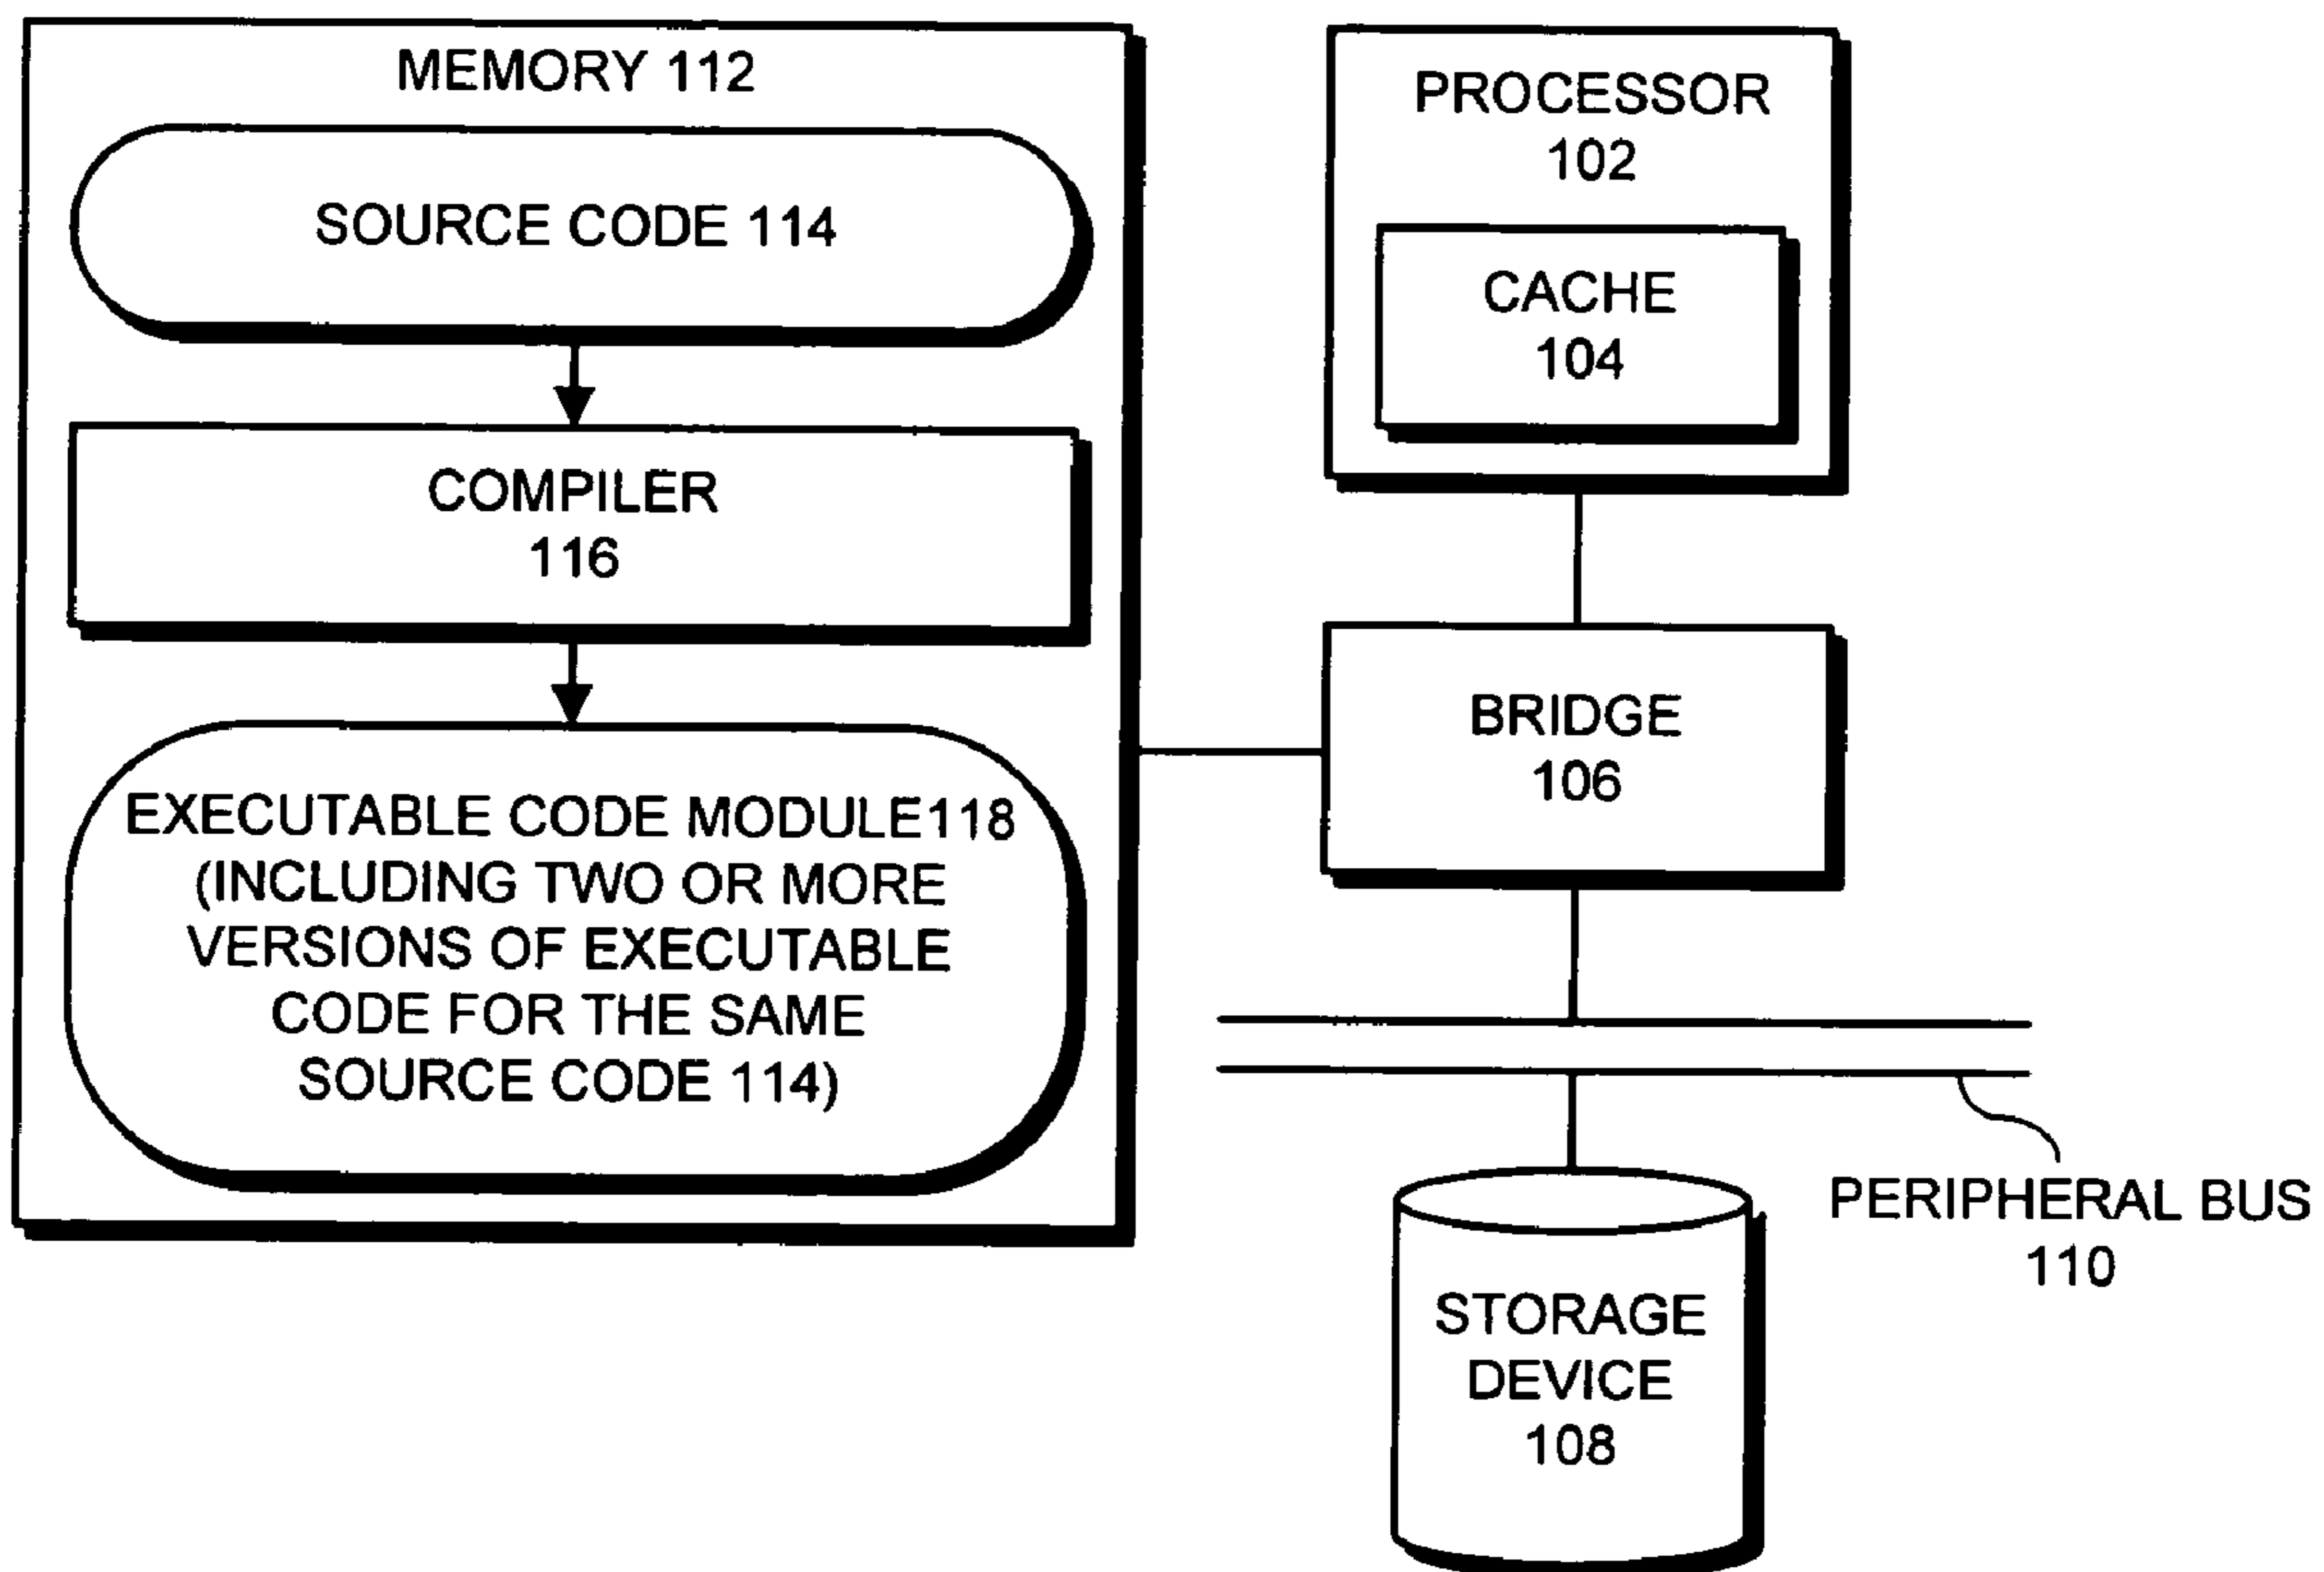 MEMORY 112
SOURCE CODE 114
COMPILER
116
EXECUTABLE CODE MODULE118
(INCLUDING TWO OR MORE
VERSIONS OF EXECUTABLE
CODE FOR THE SAME
SOURCE CODE 114)
PROCESSOR
102
CACHE
104
BRIDGE
106
PERIPHERAL BUS
110
STORAGE
DEVICE
108